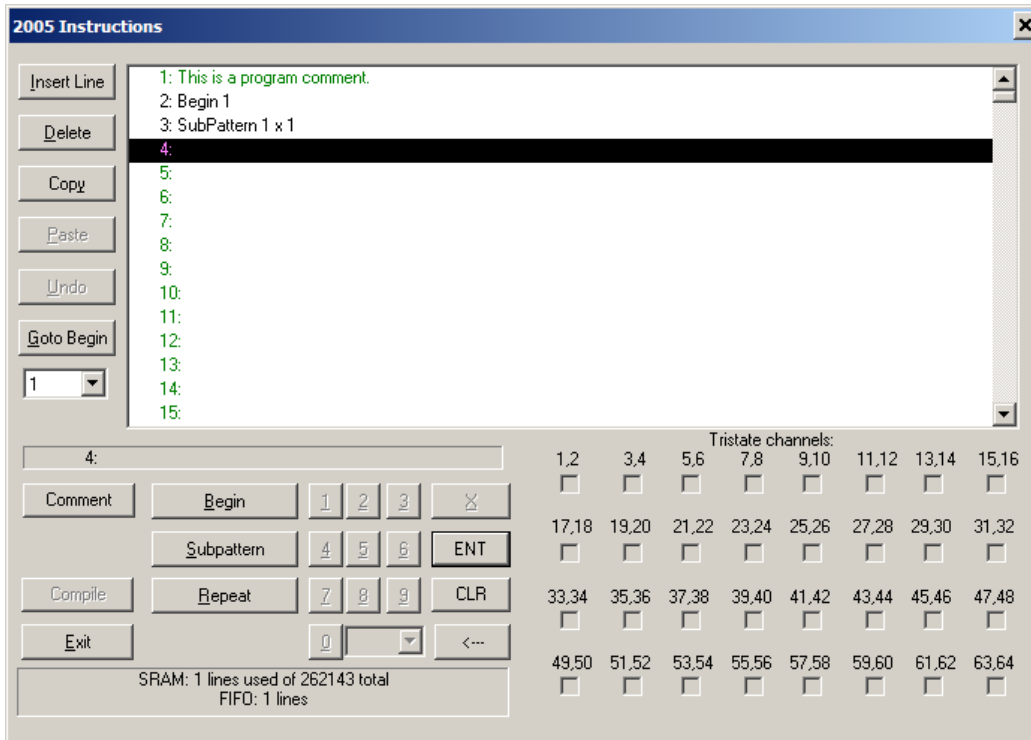 2005 Instructions
Insert Line
Delete
Copy
Paste
Undo
Goto Begin
1
1: This is a program comment.
2: Begin 1
3: SubPattern 1 x 1
4:
5:
6:
7:
8:
9:
10:
11:
12:
13:
14:
15:
4:
Comment Begin 1 2 3 X
Subpattern 4 5 6 ENT
Compile Repeat 7 8 9 CLR
Exit 0 <---
SRAM: 1 lines used of 262143 total
FIFO: 1 lines
Tristate channels:
1,2 3,4 5,6 7,8 9,10 11,12 13,14 15,16
17,18 19,20 21,22 23,24 25,26 27,28 29,30 31,32
33,34 35,36 37,38 39,40 41,42 43,44 45,46 47,48
49,50 51,52 53,54 55,56 57,58 59,60 61,62 63,64